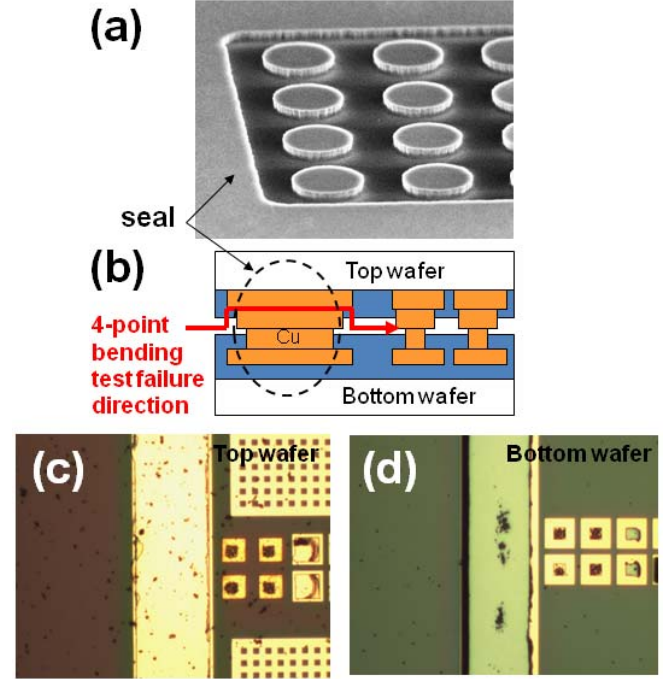 (a)
seal
(b)
Top wafer
4-point
bending
test failure
direction
Cu
Bottom wafer
(c)
Top wafer
(d)
Bottom wafer